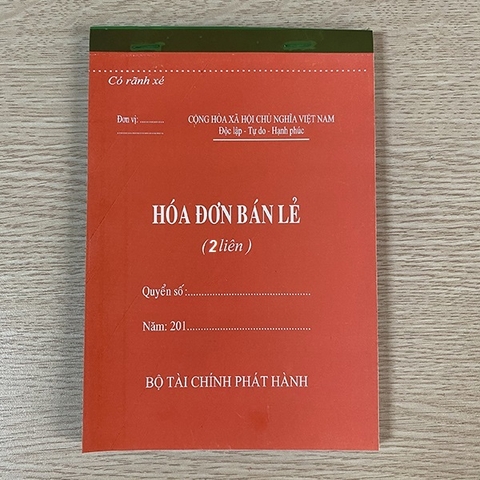 Có rãnh xé
Đơn vị: ............ CỘNG HÒA XÃ HỘI CHỦ NGHĨA VIỆT NAM
.................... Độc lập - Tự do - Hạnh phúc
HÓA ĐƠN BÁN LẺ
(2 liên)
Quyển số:..........................................
Năm: 201..........................................
BỘ TÀI CHÍNH PHÁT HÀNH